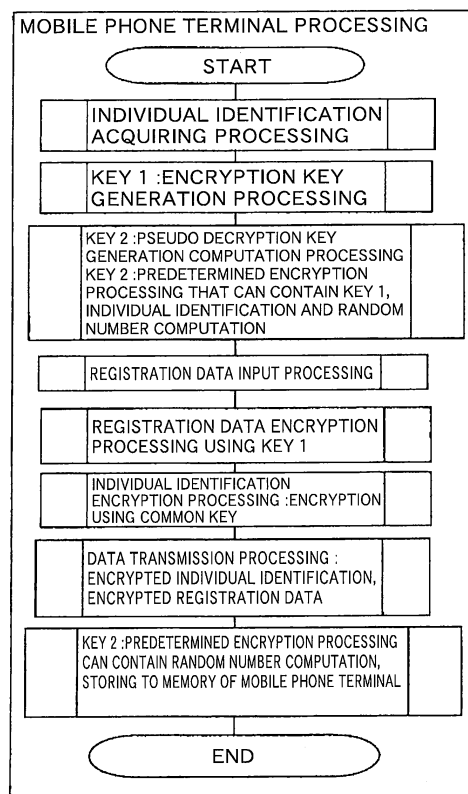 MOBILE PHONE TERMINAL PROCESSING
START
INDIVIDUAL IDENTIFICATION
ACQUIRING PROCESSING
KEY 1 :ENCRYPTION KEY
GENERATION PROCESSING
KEY 2 :PSEUDO DECRYPTION KEY
GENERATION COMPUTATION PROCESSING
KEY 2 :PREDETERMINED ENCRYPTION
PROCESSING THAT CAN CONTAIN KEY 1,
INDIVIDUAL IDENTIFICATION AND RANDOM
NUMBER COMPUTATION
REGISTRATION DATA INPUT PROCESSING
REGISTRATION DATA ENCRYPTION
PROCESSING USING KEY 1
INDIVIDUAL IDENTIFICATION
ENCRYPTION PROCESSING :ENCRYPTION
USING COMMON KEY
DATA TRANSMISSION PROCESSING :
ENCRYPTED INDIVIDUAL IDENTIFICATION,
ENCRYPTED REGISTRATION DATA
KEY 2 :PREDETERMINED ENCRYPTION PROCESSING
CAN CONTAIN RANDOM NUMBER COMPUTATION,
STORING TO MEMORY OF MOBILE PHONE TERMINAL
END